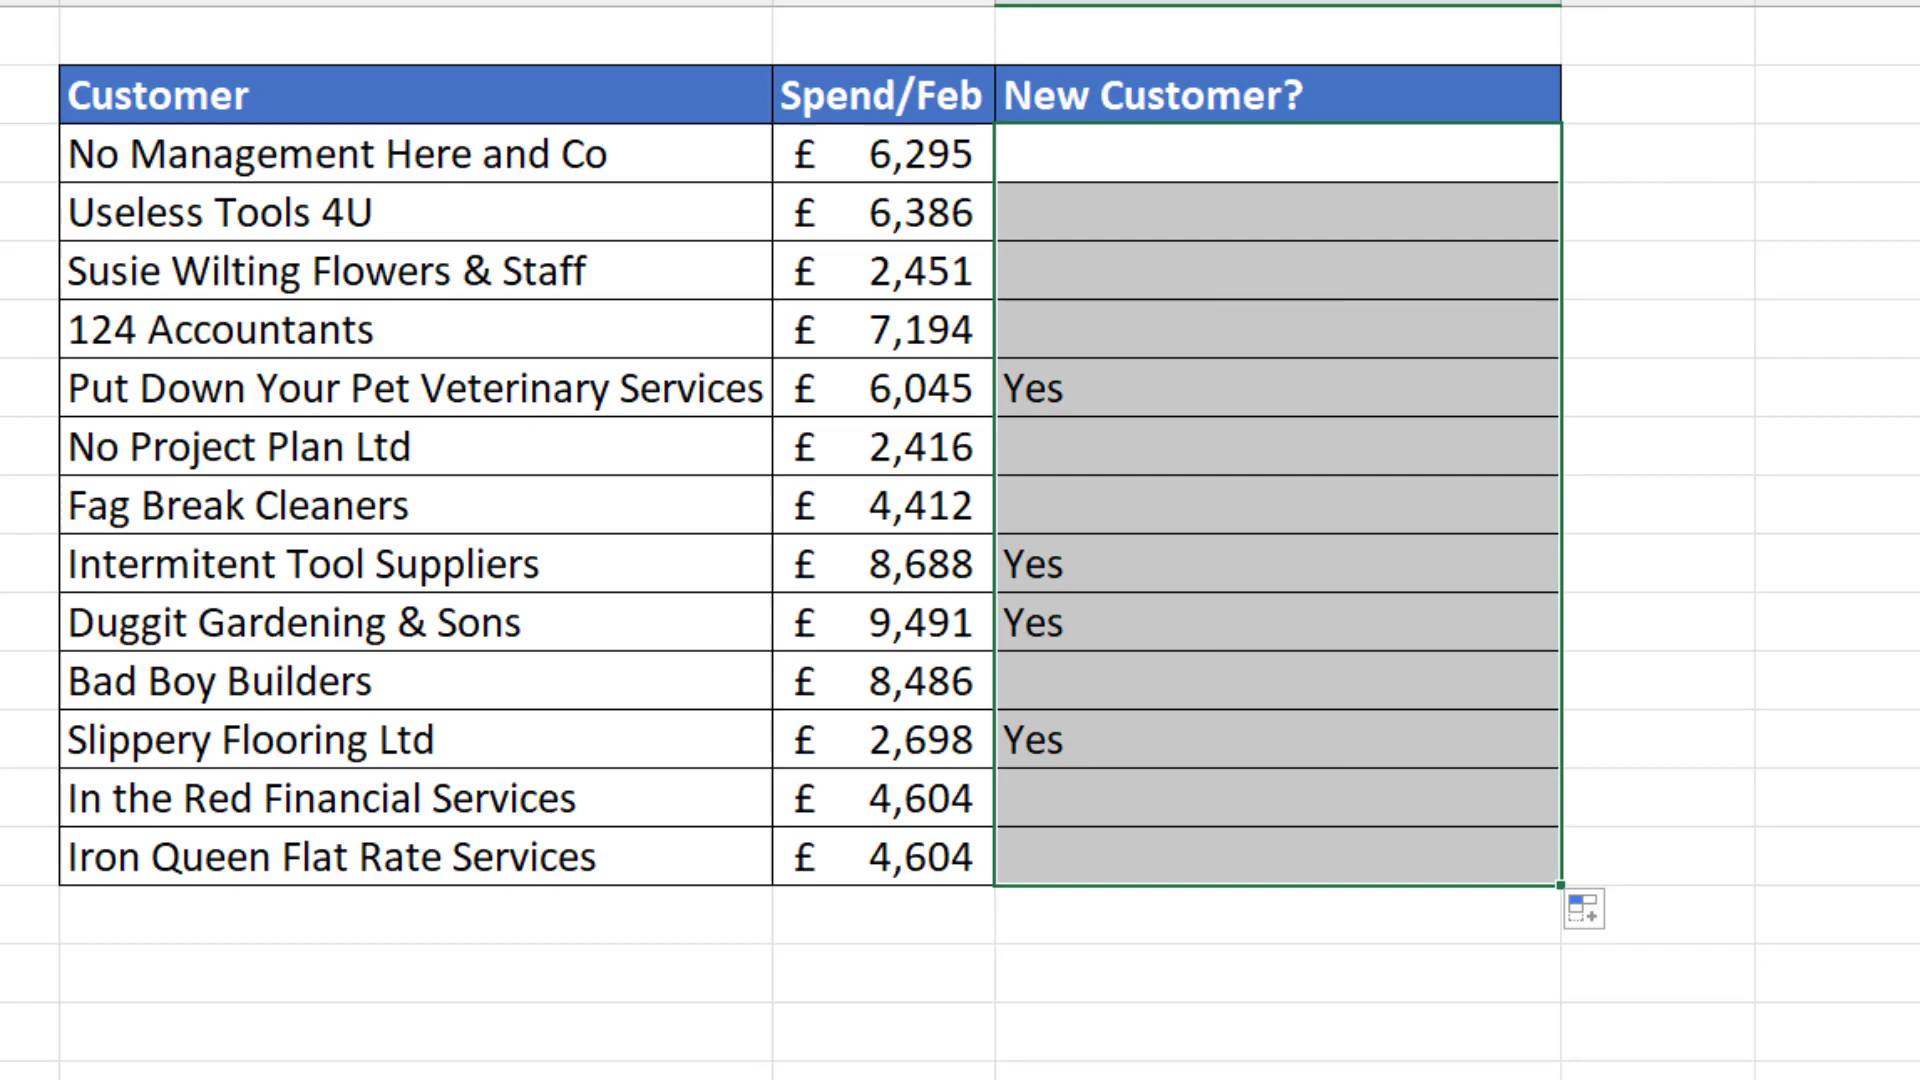 Customer Spend/Feb New Customer?
No Management Here and Co £ 6,295
Useless Tools 4U £ 6,386
Susie Wilting Flowers & Staff £ 2,451
124 Accountants £ 7,194
Put Down Your Pet Veterinary Services £ 6,045 Yes
No Project Plan Ltd £ 2,416
Fag Break Cleaners £ 4,412
Intermitent Tool Suppliers £ 8,688 Yes
Duggit Gardening & Sons £ 9,491 Yes
Bad Boy Builders £ 8,486
Slippery Flooring Ltd £ 2,698 Yes
In the Red Financial Services £ 4,604
Iron Queen Flat Rate Services £ 4,604